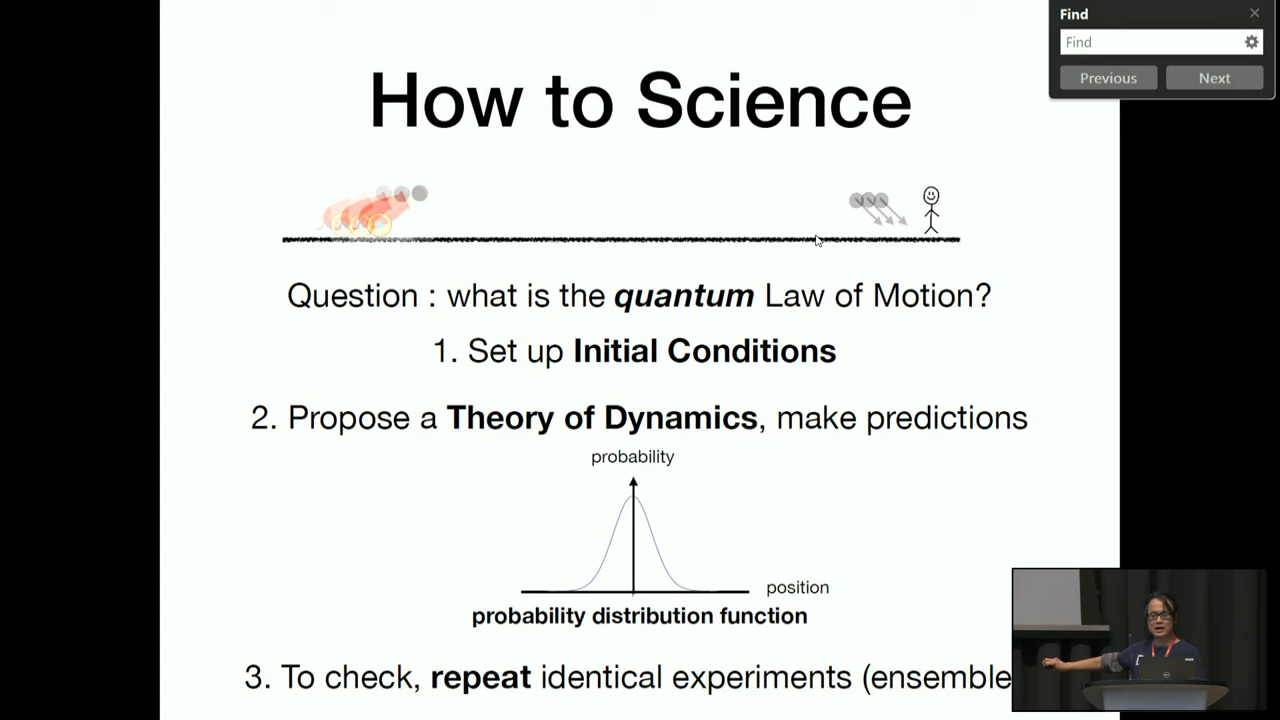 Find
Find
Previous
Next
How to Science
Question : what is the quantum Law of Motion?
1. Set up Initial Conditions
2. Propose a Theory of Dynamics, make predictions
probability
position
probability distribution function
3. To check, repeat identical experiments (ensemble